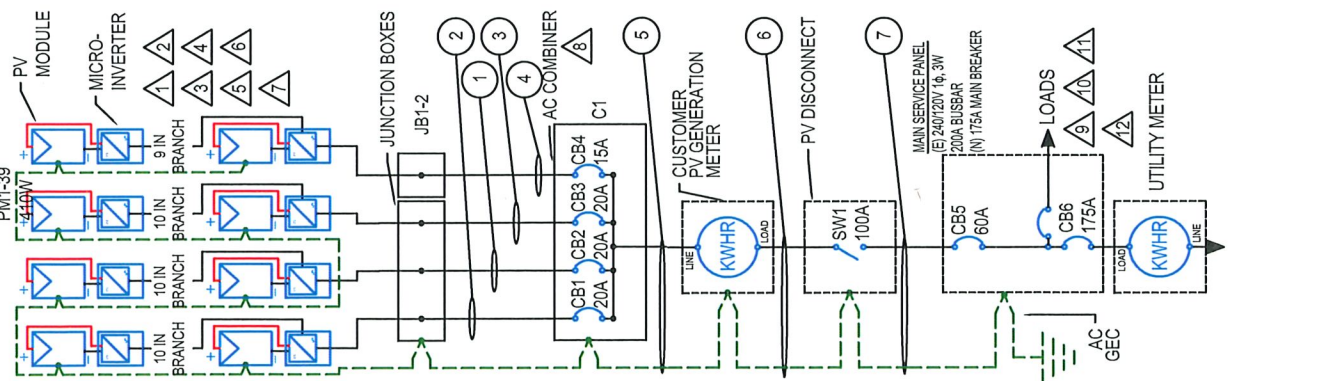 PM1-39
410W
PV
MODULE
MICRO-
INVERTER
10 IN
BRANCH
10 IN
BRANCH
10 IN
BRANCH
9 IN
BRANCH
1
2
3
4
5
6
7
JUNCTION BOXES
JB1-2
2
1
3
4
AC COMBINER
8
C1
CB1
20A
CB2
20A
CB3
20A
CB4
15A
5
CUSTOMER
PV GENERATION
METER
LINE
KWHR
LOAD
6
PV DISCONNECT
SW1
100A
7
MAIN SERVICE PANEL
(E) 240/120V 1ϕ, 3W
200A BUSBAR
(N) 175A MAIN BREAKER
CB5
60A
CB6
175A
LOADS
9
10
11
12
AC
GEC
UTILITY METER
LOAD
KWHR
LINE